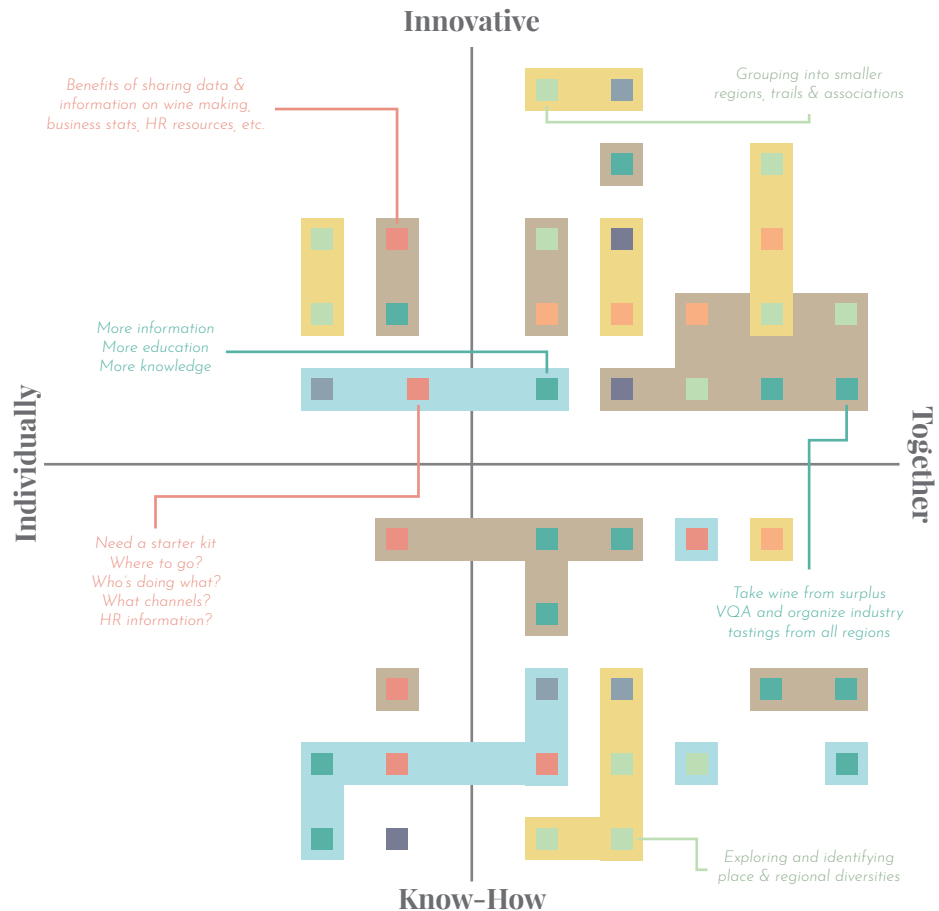 Innovative
Benefits of sharing data &
information on wine making,
business stats, HR resources, etc.
Grouping into smaller
regions, trails & associations
More information
More education
More knowledge
Individually
Together
Need a starter kit
Where to go?
Who's doing what?
What channels?
HR information?
Take wine from surplus
VQA and organize industry
tastings from all regions
Exploring and identifying
place & regional diversities
Know-How